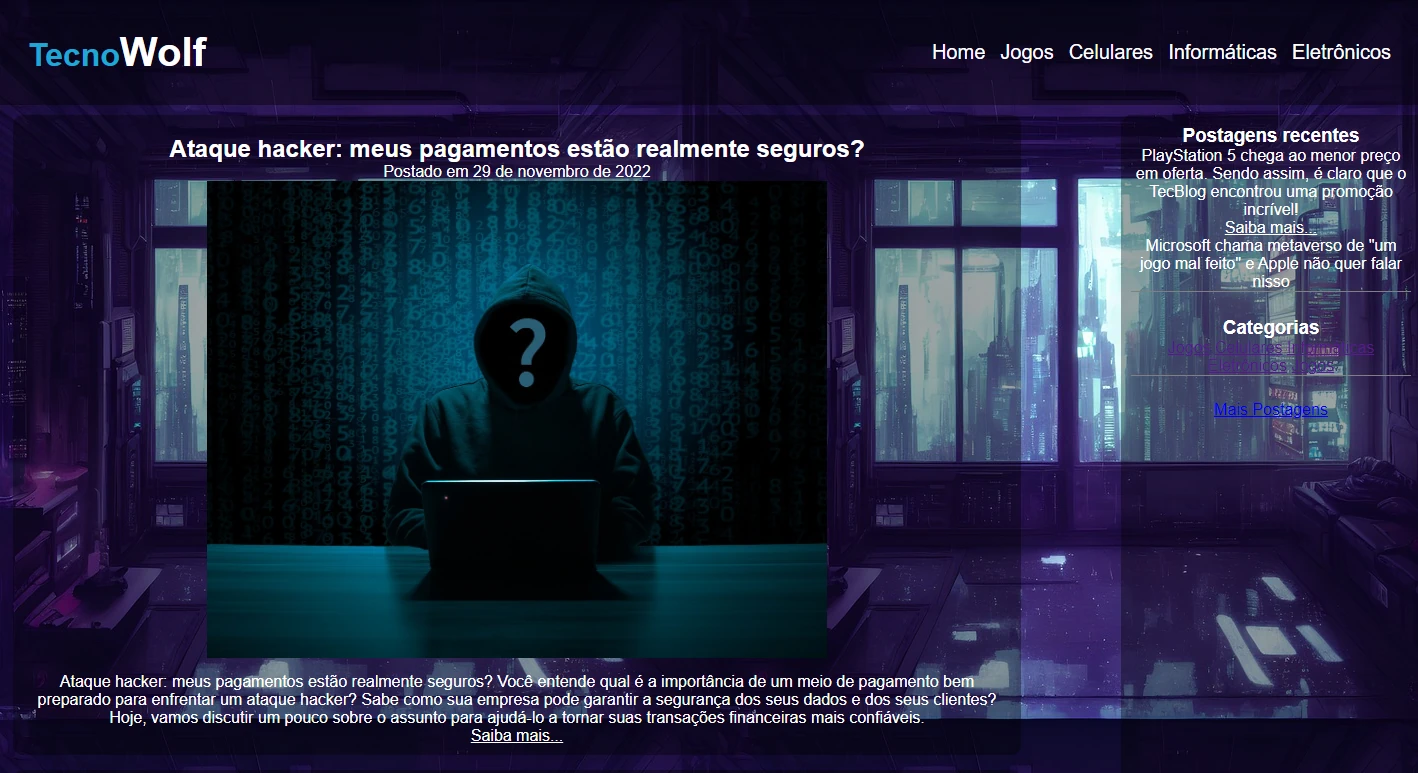 TecnoWolf
Home Jogos Celulares Informáticas Eletrônicos
Ataque hacker: meus pagamentos estão realmente seguros?
Postado em 29 de novembro de 2022
?
Ataque hacker: meus pagamentos estão realmente seguros? Você entende qual é a importância de um meio de pagamento bem
preparado para enfrentar um ataque hacker? Sabe como sua empresa pode garantir a segurança dos seus dados e dos seus clientes?
Hoje, vamos discutir um pouco sobre o assunto para ajudá-lo a tornar suas transações financeiras mais confiáveis.
Saiba mais...
Postagens recentes
PlayStation 5 chega ao menor preço
em oferta. Sendo assim, é claro que o
TecBlog encontrou uma promoção
incrível!
Saiba mais...
Microsoft chama metaverso de "um
jogo mal feito" e Apple não quer falar
nisso
Categorias
Jogos Celulares Informáticas
Eletrônicos Jogos
Mais Postagens